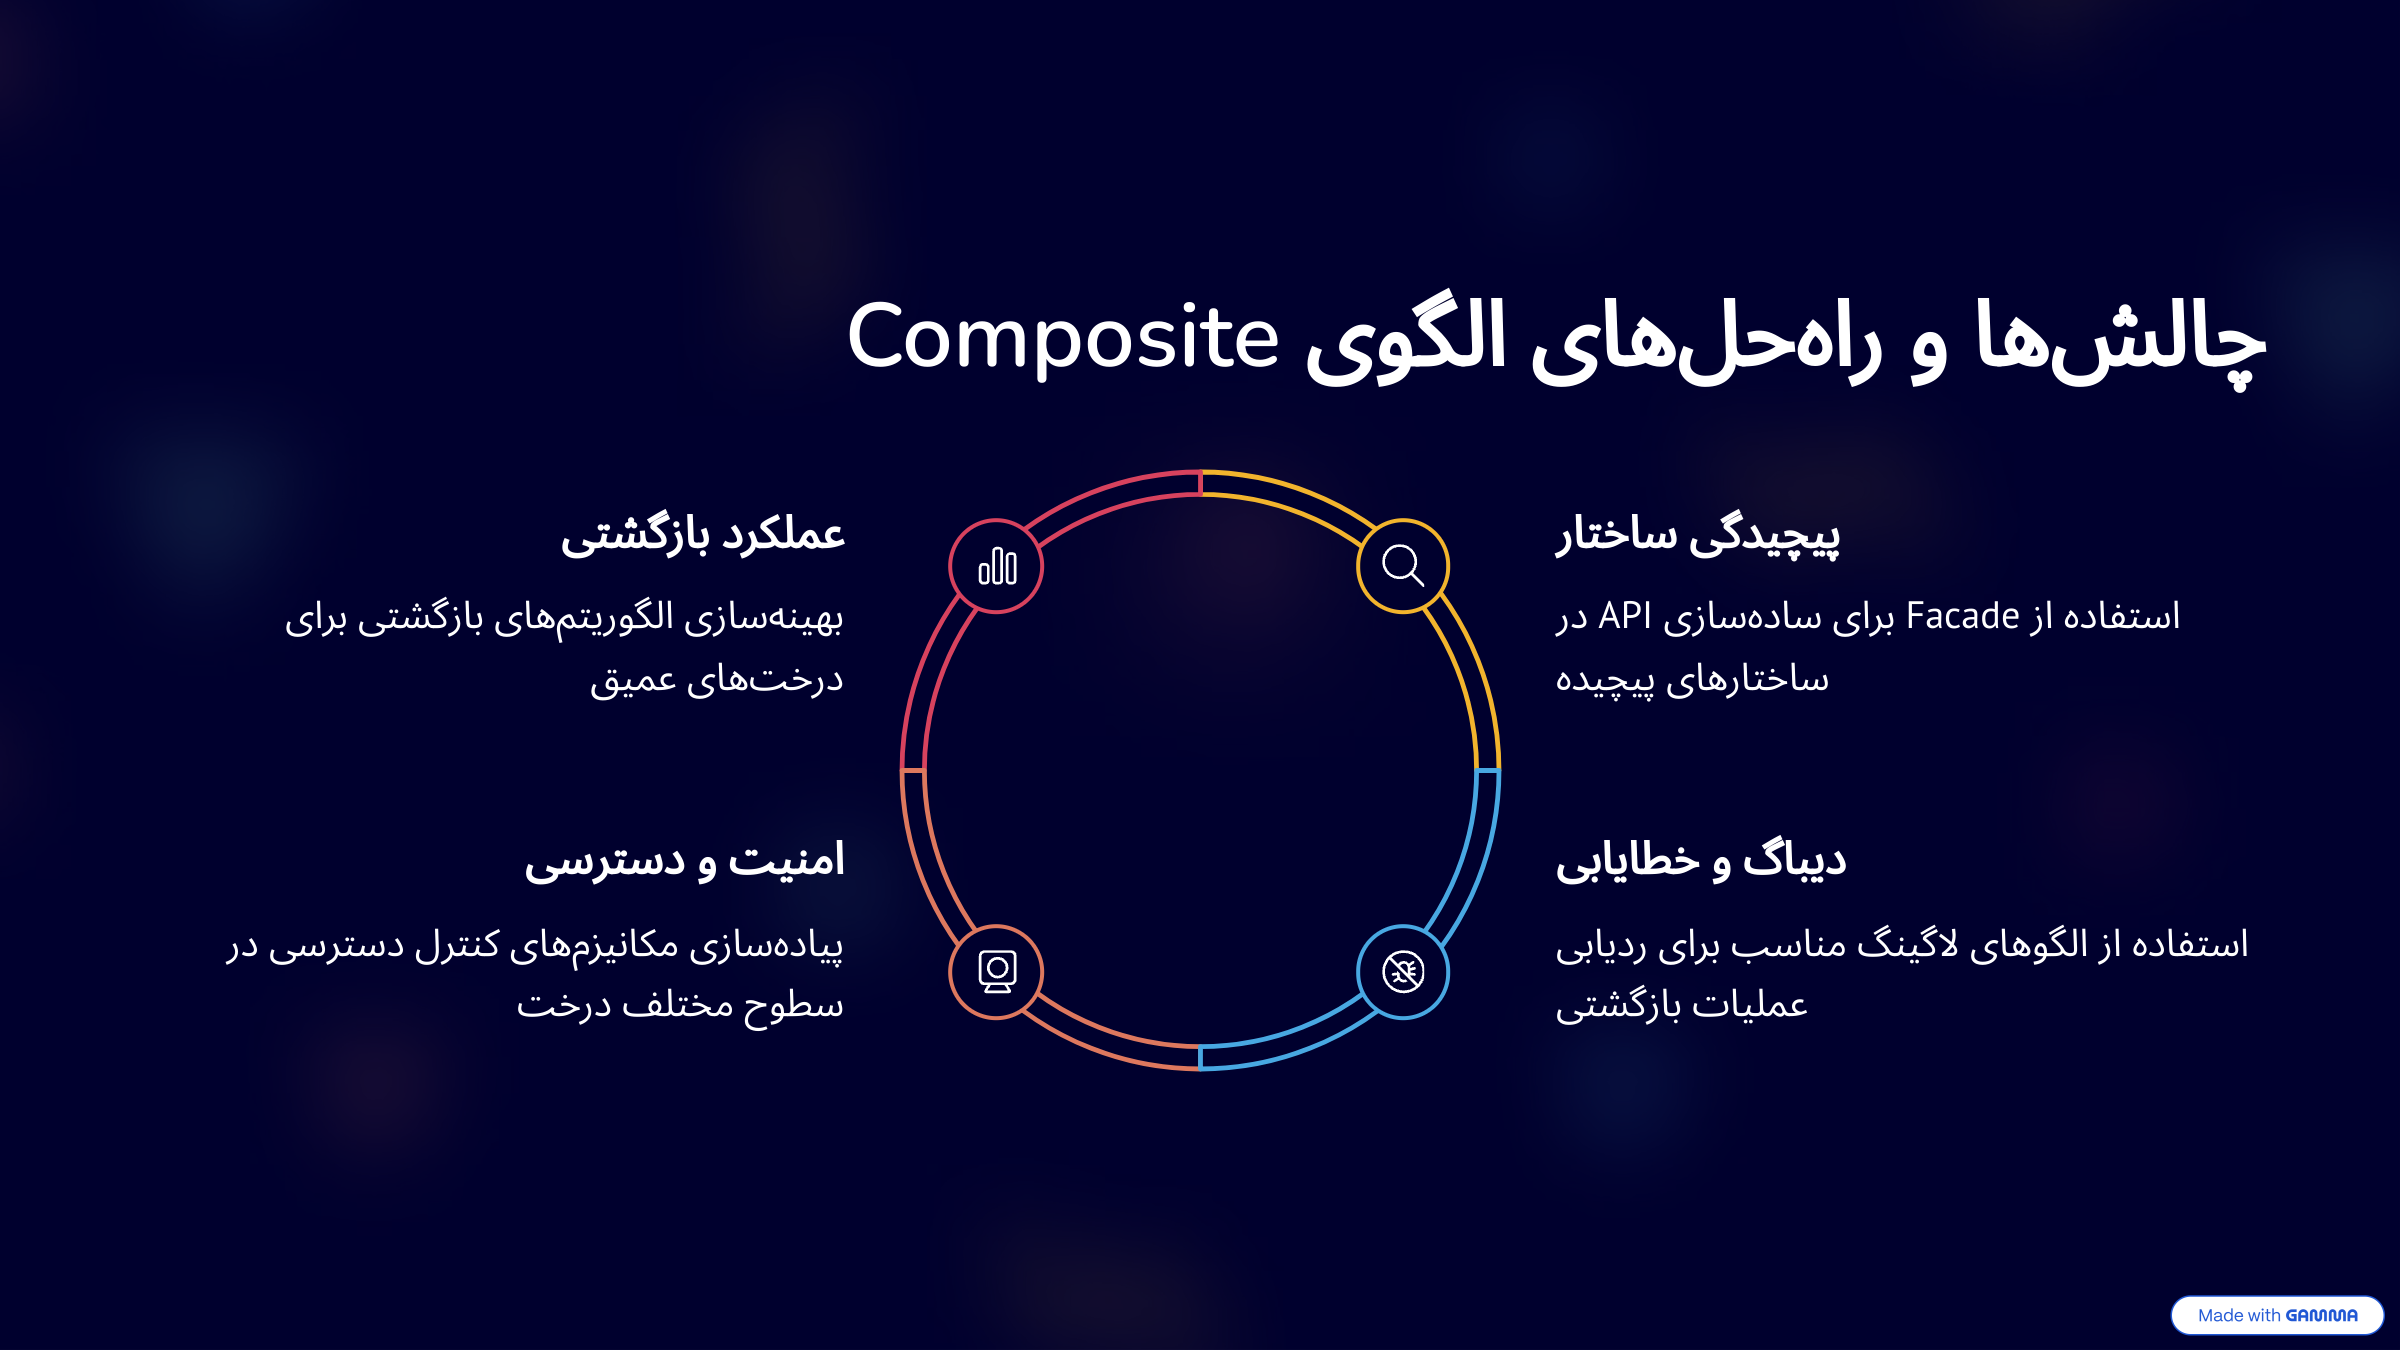 چالش‌ها و راه‌حل‌های الگوی Composite
پیچیدگی ساختار
استفاده از Facade برای ساده‌سازی API در
ساختارهای پیچیده
عملکرد بازگشتی
بهینه‌سازی الگوریتم‌های بازگشتی برای
درخت‌های عمیق
دیباگ و خطایابی
استفاده از الگوهای لاگینگ مناسب برای ردیابی
عملیات بازگشتی
امنیت و دسترسی
پیاده‌سازی مکانیزم‌های کنترل دسترسی در
سطوح مختلف درخت
Made with GAMMA